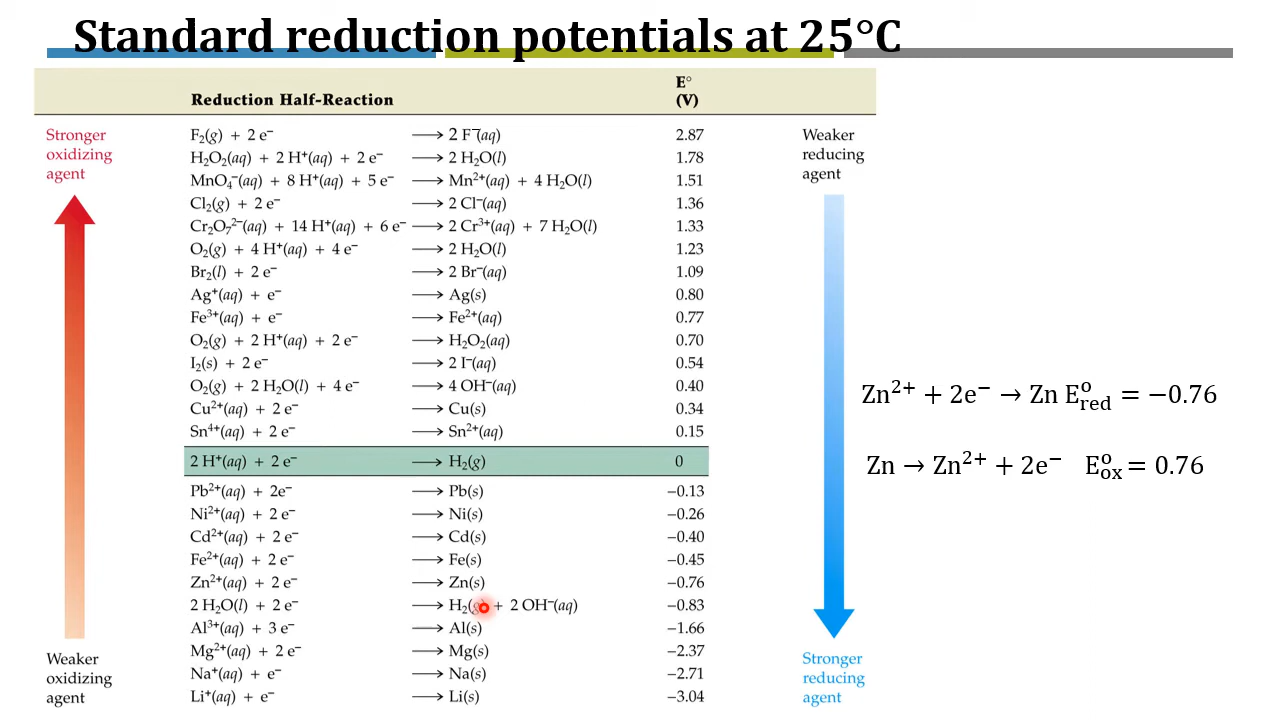 Standard reduction potentials at 25°C
Reduction Half-Reaction E° (V)
Stronger oxidizing agent
Weaker reducing agent
F₂(g) + 2 e⁻ ⟶ 2 F⁻(aq) 2.87
H₂O₂(aq) + 2 H⁺(aq) + 2 e⁻ ⟶ 2 H₂O(l) 1.78
MnO₄⁻(aq) + 8 H⁺(aq) + 5 e⁻ ⟶ Mn²⁺(aq) + 4 H₂O(l) 1.51
Cl₂(g) + 2 e⁻ ⟶ 2 Cl⁻(aq) 1.36
Cr₂O₇²⁻(aq) + 14 H⁺(aq) + 6 e⁻ ⟶ 2 Cr³⁺(aq) + 7 H₂O(l) 1.33
O₂(g) + 4 H⁺(aq) + 4 e⁻ ⟶ 2 H₂O(l) 1.23
Br₂(l) + 2 e⁻ ⟶ 2 Br⁻(aq) 1.09
Ag⁺(aq) + e⁻ ⟶ Ag(s) 0.80
Fe³⁺(aq) + e⁻ ⟶ Fe²⁺(aq) 0.77
O₂(g) + 2 H⁺(aq) + 2 e⁻ ⟶ H₂O₂(aq) 0.70
I₂(s) + 2 e⁻ ⟶ 2 I⁻(aq) 0.54
O₂(g) + 2 H₂O(l) + 4 e⁻ ⟶ 4 OH⁻(aq) 0.40
Cu²⁺(aq) + 2 e⁻ ⟶ Cu(s) 0.34
Sn⁴⁺(aq) + 2 e⁻ ⟶ Sn²⁺(aq) 0.15
2 H⁺(aq) + 2 e⁻ ⟶ H₂(g) 0
Pb²⁺(aq) + 2e⁻ ⟶ Pb(s) −0.13
Ni²⁺(aq) + 2 e⁻ ⟶ Ni(s) −0.26
Cd²⁺(aq) + 2 e⁻ ⟶ Cd(s) −0.40
Fe²⁺(aq) + 2 e⁻ ⟶ Fe(s) −0.45
Zn²⁺(aq) + 2 e⁻ ⟶ Zn(s) −0.76
2 H₂O(l) + 2 e⁻ ⟶ H₂(g) + 2 OH⁻(aq) −0.83
Al³⁺(aq) + 3 e⁻ ⟶ Al(s) −1.66
Mg²⁺(aq) + 2 e⁻ ⟶ Mg(s) −2.37
Na⁺(aq) + e⁻ ⟶ Na(s) −2.71
Li⁺(aq) + e⁻ ⟶ Li(s) −3.04
Weaker oxidizing agent
Stronger reducing agent
Zn²⁺ + 2e⁻ → Zn E°red = −0.76
Zn → Zn²⁺ + 2e⁻ E°ox = 0.76